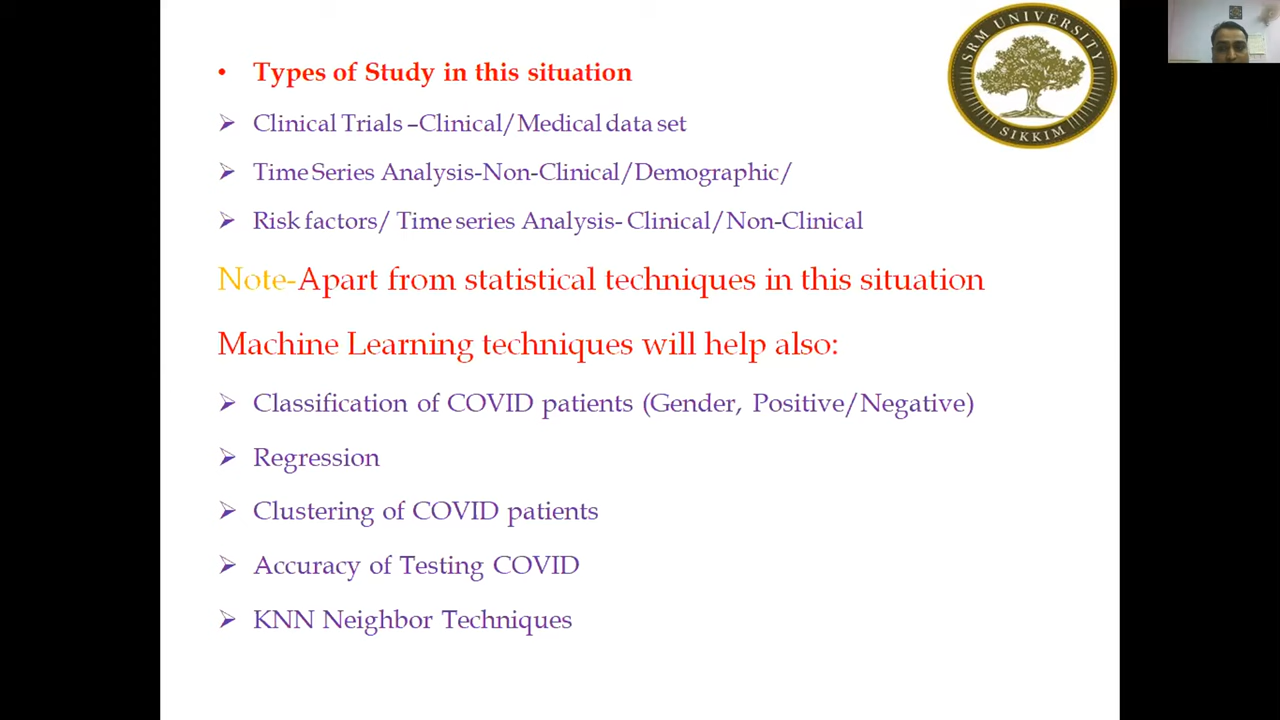 • Types of Study in this situation
➢ Clinical Trials –Clinical/Medical data set
➢ Time Series Analysis-Non-Clinical/Demographic/
➢ Risk factors/ Time series Analysis- Clinical/Non-Clinical
Note-Apart from statistical techniques in this situation
Machine Learning techniques will help also:
➢ Classification of COVID patients (Gender, Positive/Negative)
➢ Regression
➢ Clustering of COVID patients
➢ Accuracy of Testing COVID
➢ KNN Neighbor Techniques
SRM UNIVERSITY
SIKKIM